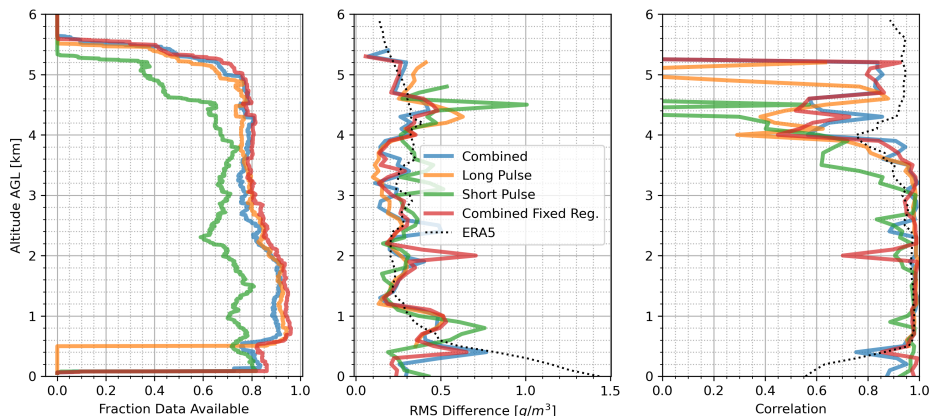 6
5
4
3
2
1
0
Altitude AGL [km]
0.0 0.2 0.4 0.6 0.8 1.0
Fraction Data Available
6
5
4
3
2
1
0
0.0 0.5 1.0 1.5
RMS Difference [g/m³]
Combined
Long Pulse
Short Pulse
Combined Fixed Reg.
ERA5
6
5
4
3
2
1
0
0.0 0.2 0.4 0.6 0.8 1.0
Correlation